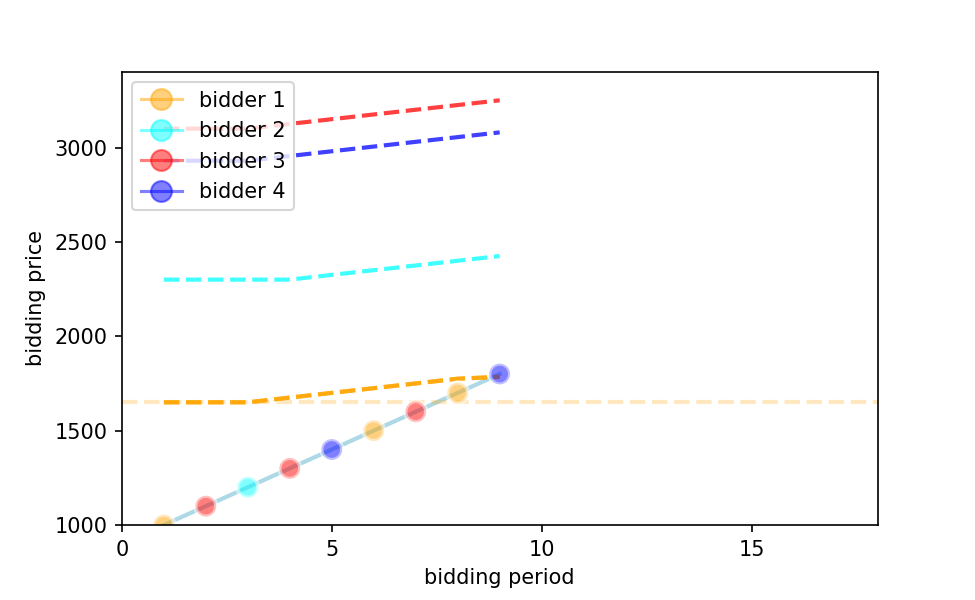 bidder 1
bidder 2
bidder 3
bidder 4
3000
2500
2000
1500
1000
bidding price
0
5
10
15
bidding period